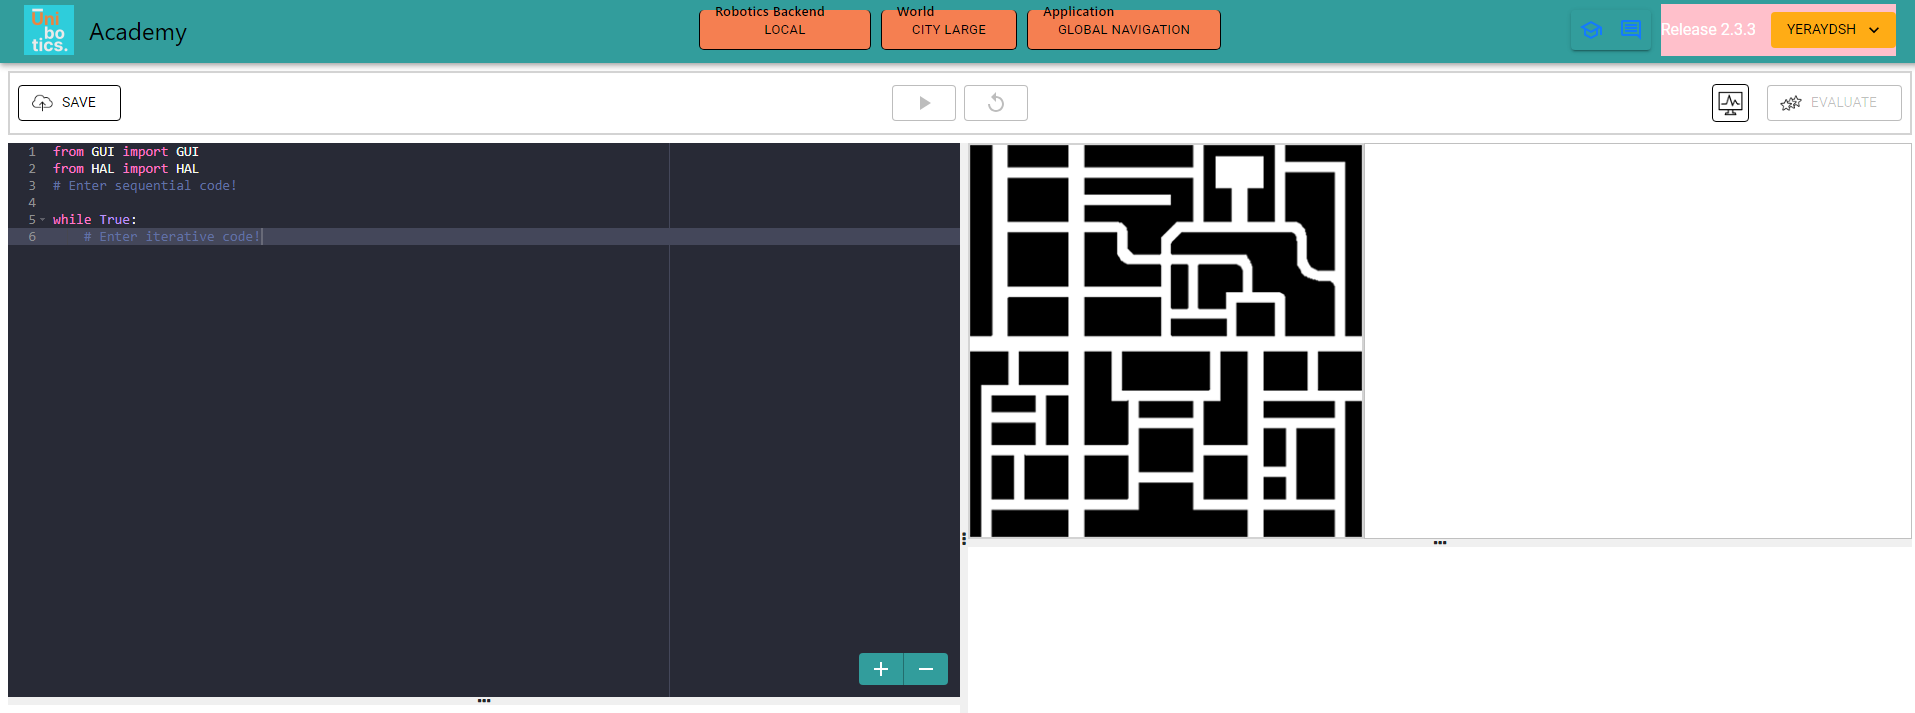 Uni
bo
tics.
Academy
Robotics Backend
LOCAL
World
CITY LARGE
Application
GLOBAL NAVIGATION
Release 2.3.3
YERAYDSH
SAVE
EVALUATE
1 from GUI import GUI
2 from HAL import HAL
3 # Enter sequential code!
4
5 while True:
6 # Enter iterative code!